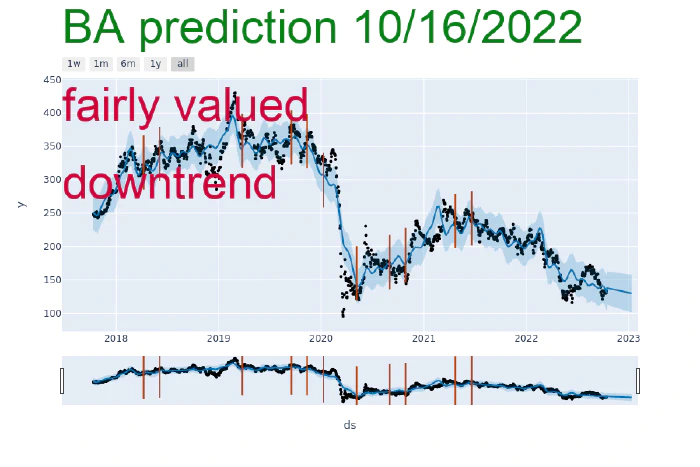 BA prediction 10/16/2022
1w 1m 6m 1y all
450
fairly valued
400
350
downtrend
300
250
y
200
150
100
2018 2019 2020 2021 2022 2023
ds